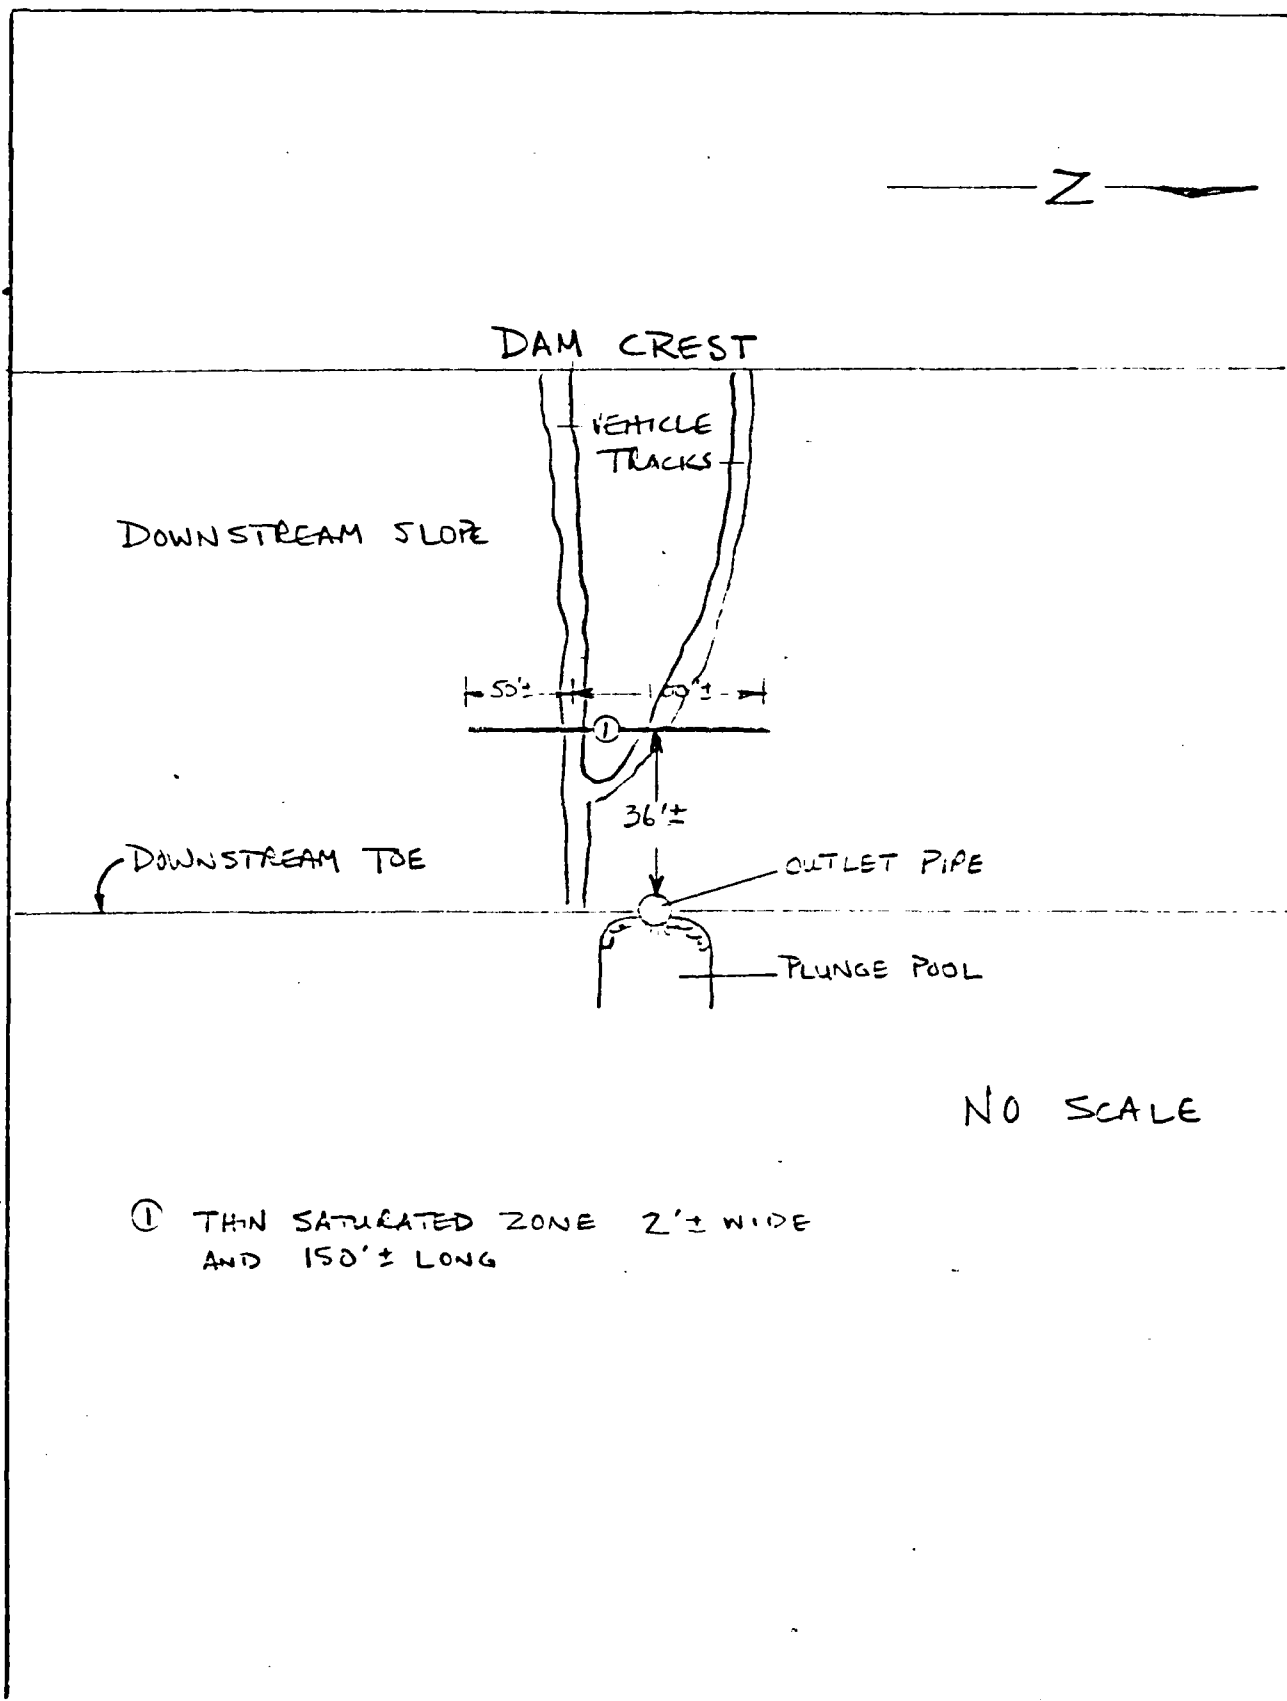 Z
DAM CREST
VEHICLE
TRACKS
DOWNSTREAM SLOPE
50'±
100'±
①
36'±
DOWNSTREAM TOE
OUTLET PIPE
PLUNGE POOL
NO SCALE
① THIN SATURATED ZONE 2'± WIDE
AND 150'± LONG